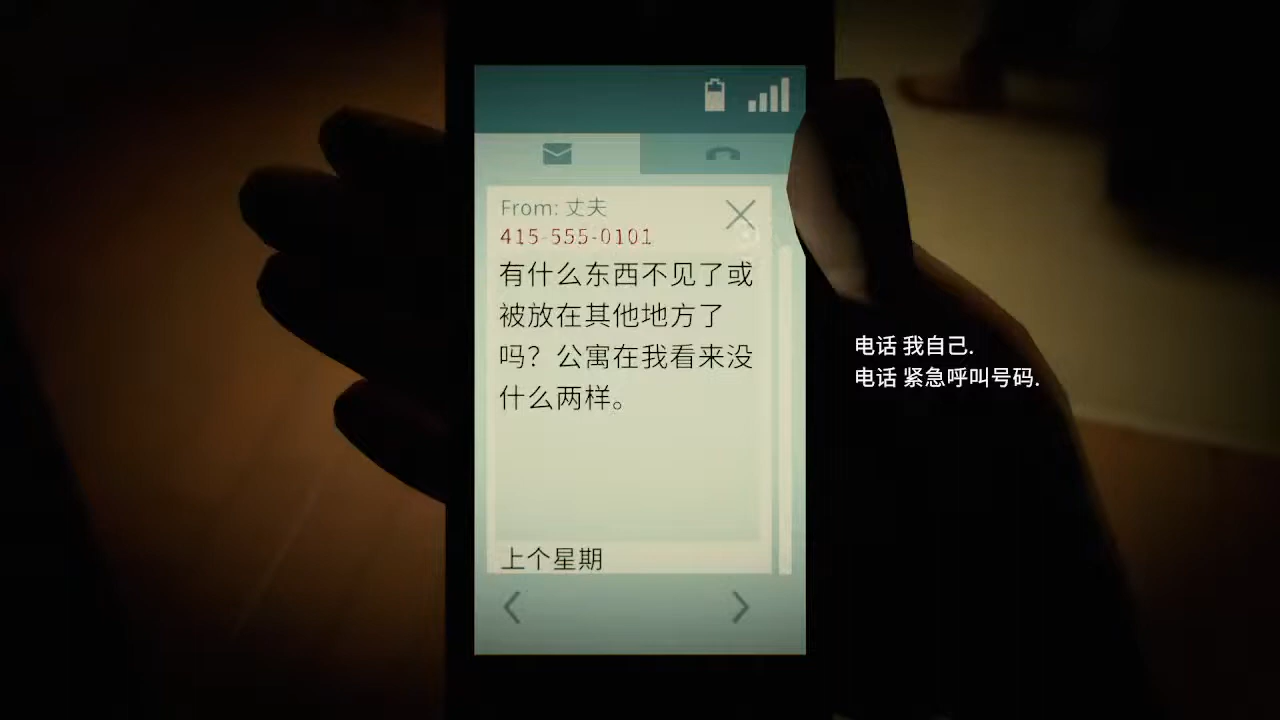 From: 丈夫
415-555-0101
有什么东西不见了或
被放在其他地方了
吗？公寓在我看来没
什么两样。
上个星期
电话 我自己.
电话 紧急呼叫号码.